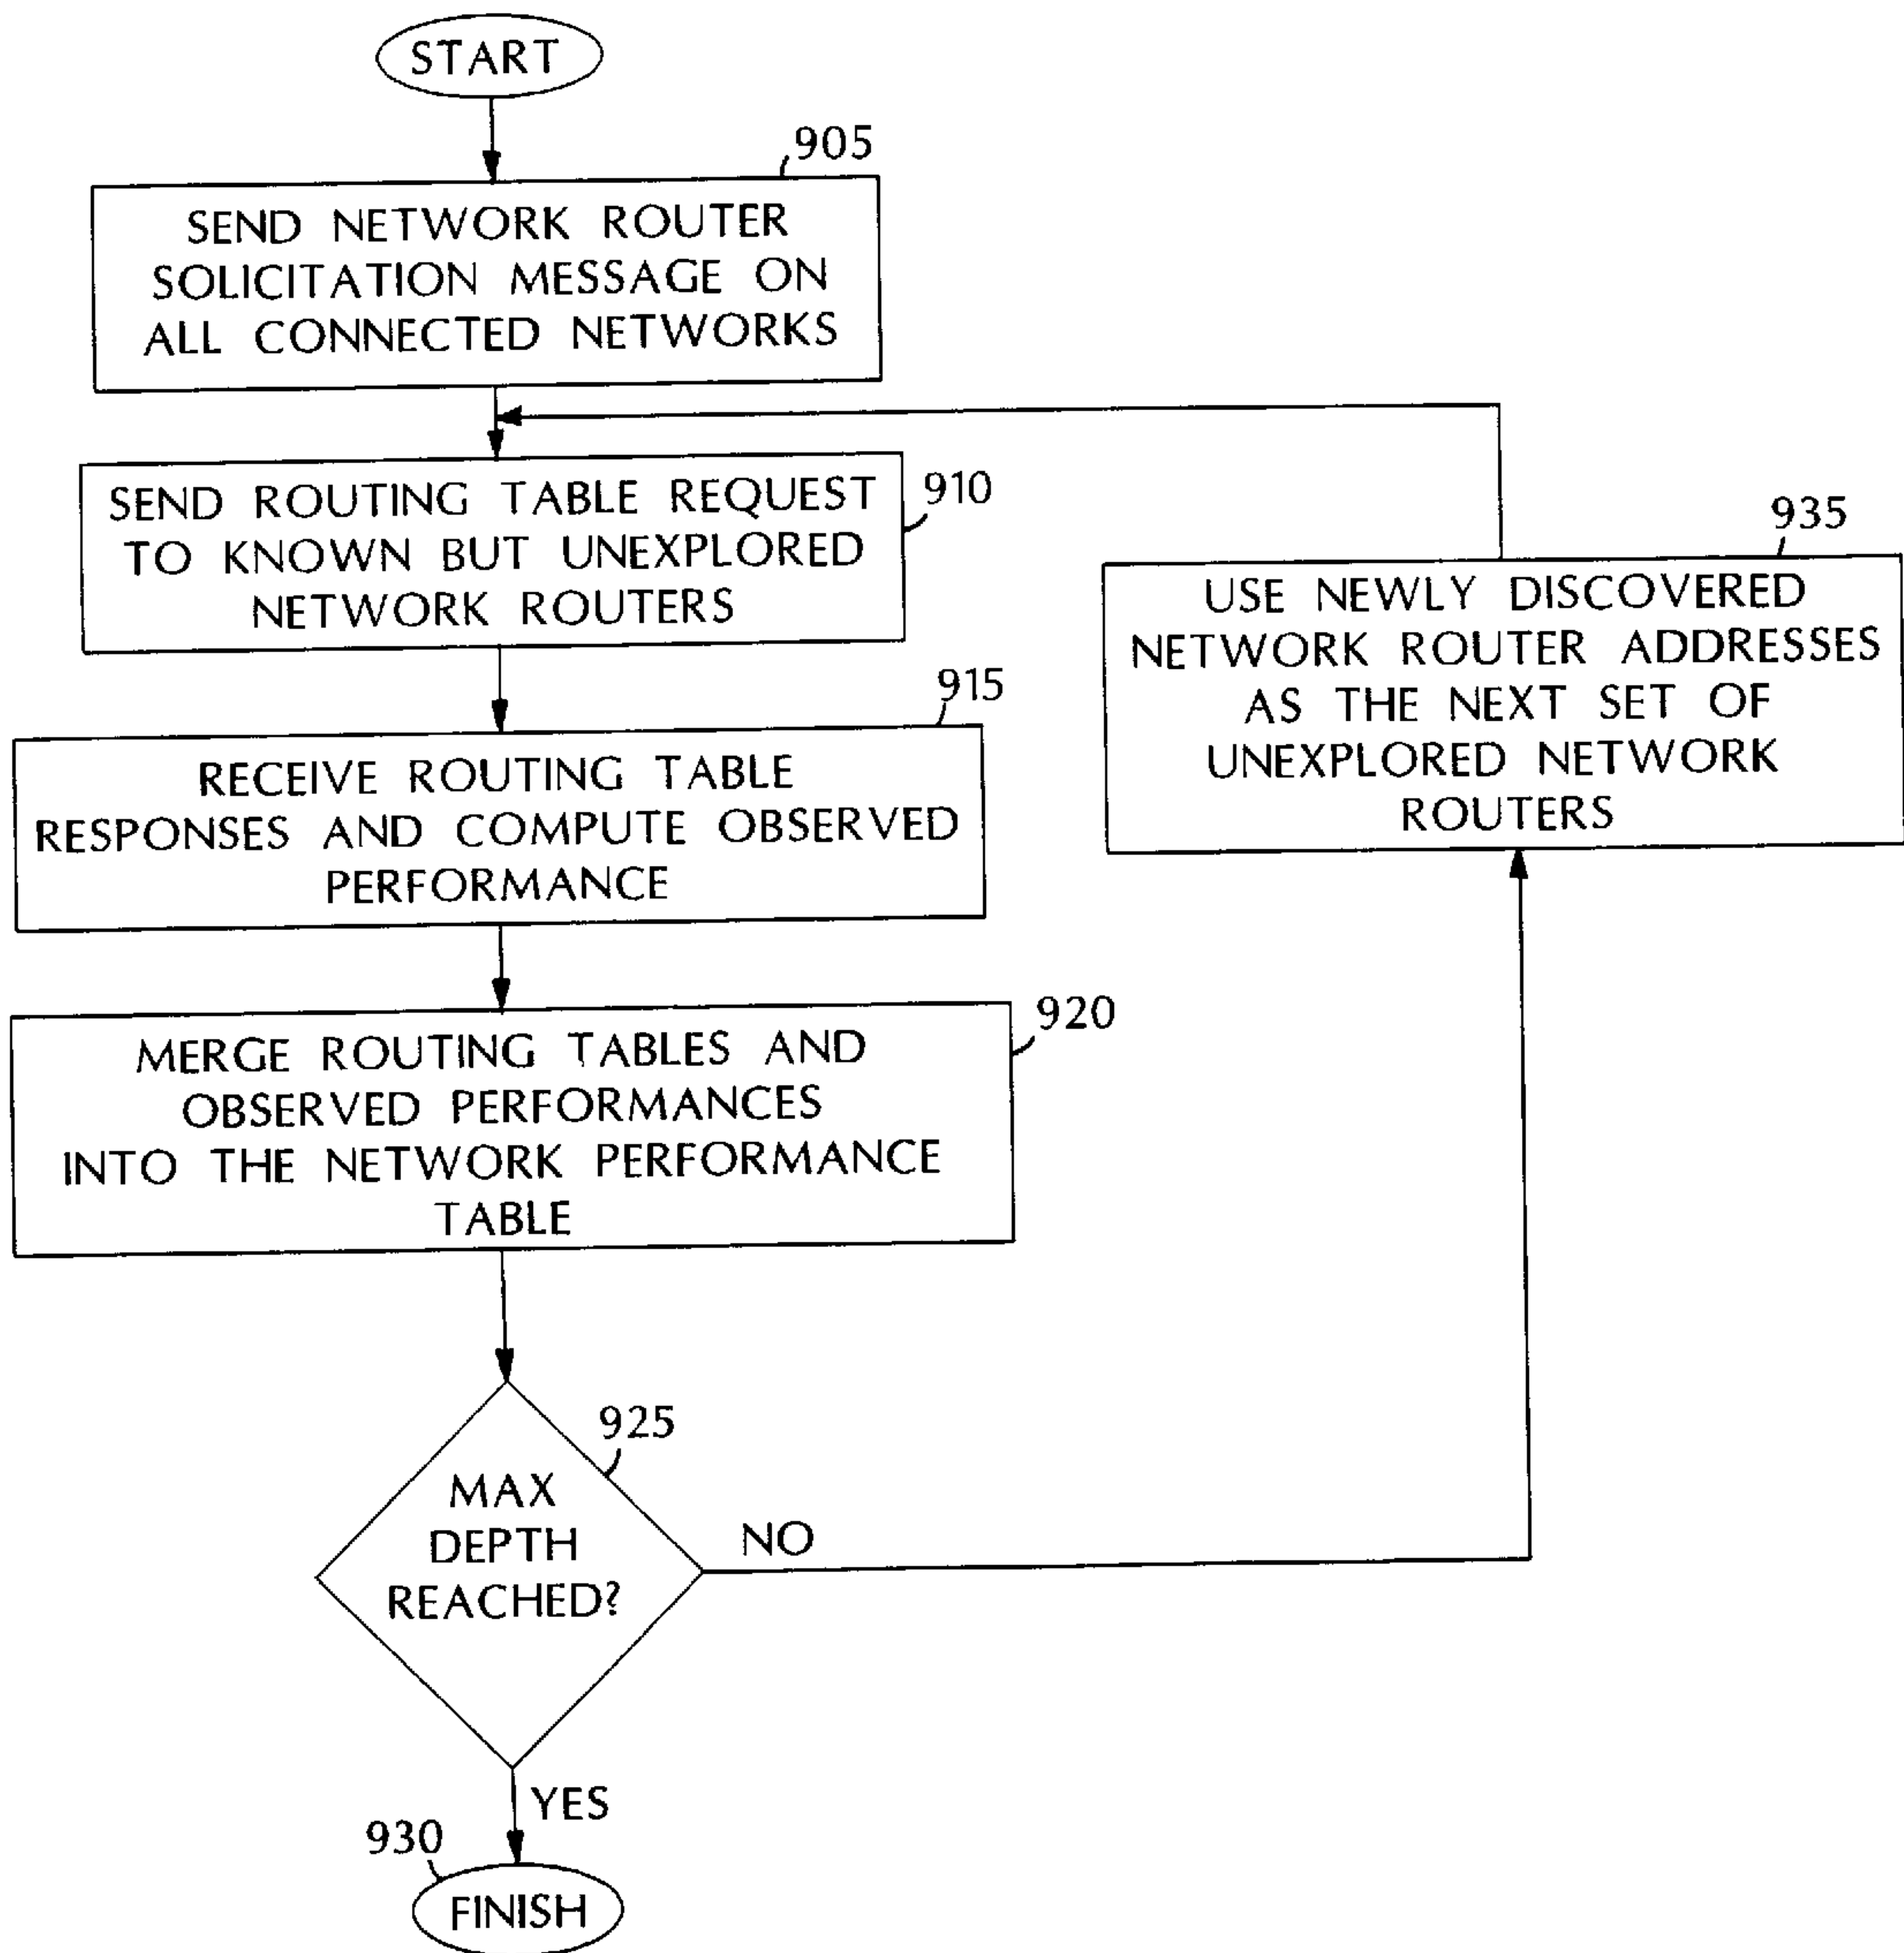 START
905
SEND NETWORK ROUTER
SOLICITATION MESSAGE ON
ALL CONNECTED NETWORKS
910
SEND ROUTING TABLE REQUEST
TO KNOWN BUT UNEXPLORED
NETWORK ROUTERS
915
RECEIVE ROUTING TABLE
RESPONSES AND COMPUTE OBSERVED
PERFORMANCE
920
MERGE ROUTING TABLES AND
OBSERVED PERFORMANCES
INTO THE NETWORK PERFORMANCE
TABLE
925
MAX
DEPTH
REACHED?
NO
YES
930
FINISH
935
USE NEWLY DISCOVERED
NETWORK ROUTER ADDRESSES
AS THE NEXT SET OF
UNEXPLORED NETWORK
ROUTERS